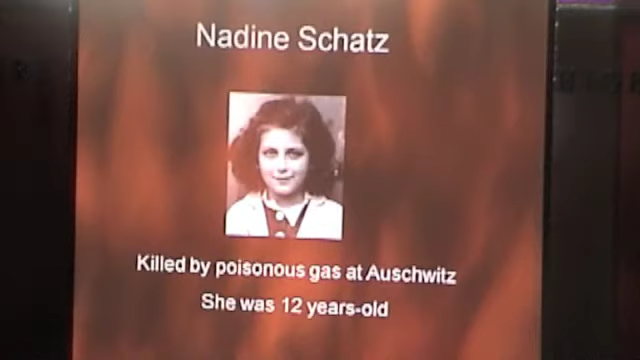 Nadine Schatz
Killed by poisonous gas at Auschwitz
She was 12 years-old